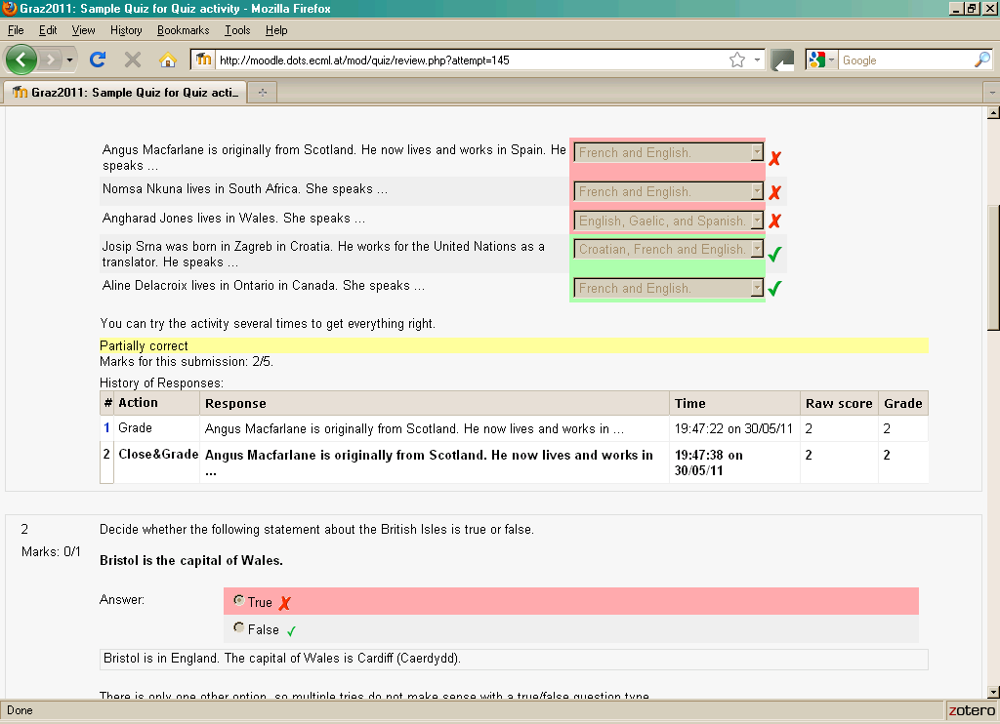 Graz2011: Sample Quiz for Quiz activity - Mozilla Firefox
File Edit View History Bookmarks Tools Help
http://moodle.dots.ecml.at/mod/quiz/review.php?attempt=145
Google
Graz2011: Sample Quiz for Quiz acti...
Angus Macfarlane is originally from Scotland. He now lives and works in Spain. He
speaks ...
French and English.
Nomsa Nkuna lives in South Africa. She speaks ...
French and English.
Angharad Jones lives in Wales. She speaks ...
English, Gaelic, and Spanish.
Josip Srna was born in Zagreb in Croatia. He works for the United Nations as a
translator. He speaks ...
Croatian, French and English.
Aline Delacroix lives in Ontario in Canada. She speaks ...
French and English.
You can try the activity several times to get everything right.
Partially correct
Marks for this submission: 2/5.
History of Responses:
# Action Response Time Raw score Grade
1 Grade Angus Macfarlane is originally from Scotland. He now lives and works in ... 19:47:22 on 30/05/11 2 2
2 Close&Grade Angus Macfarlane is originally from Scotland. He now lives and works in 19:47:38 on 2 2
... 30/05/11
2 Decide whether the following statement about the British Isles is true or false.
Marks: 0/1
Bristol is the capital of Wales.
Answer:
True
False
Bristol is in England. The capital of Wales is Cardiff (Caerdydd).
There is only one other option, so multiple tries do not make sense with a true/false question type
Done
zotero